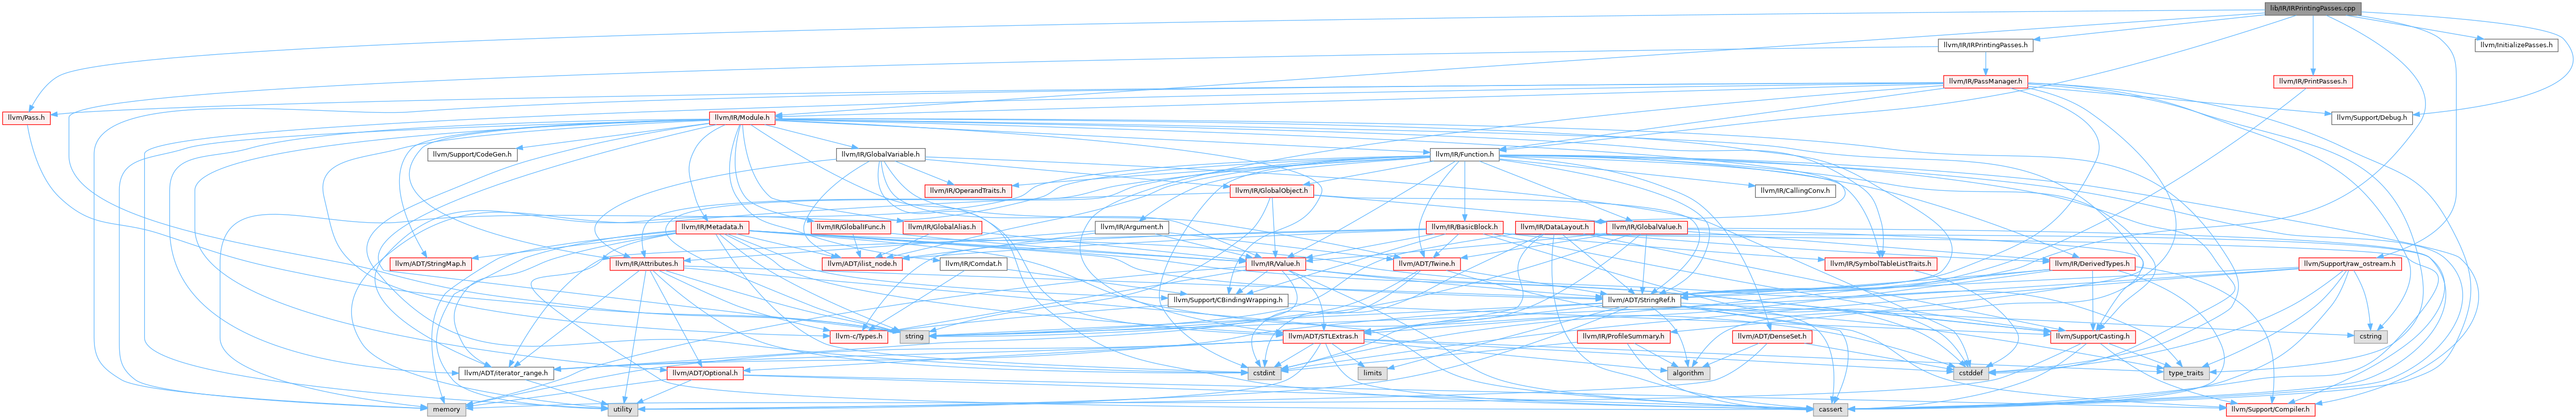 lib/IR/IRPrintingPasses.cpp
llvm/IR/IRPrintingPasses.h
llvm/InitializePasses.h
llvm/IR/PassManager.h
llvm/IR/PrintPasses.h
llvm/Pass.h
llvm/IR/Module.h
llvm/Support/Debug.h
llvm/Support/CodeGen.h
llvm/IR/GlobalVariable.h
llvm/IR/Function.h
llvm/IR/OperandTraits.h
llvm/IR/GlobalObject.h
llvm/IR/CallingConv.h
llvm/IR/Metadata.h
llvm/IR/GlobalIFunc.h
llvm/IR/GlobalAlias.h
llvm/IR/Argument.h
llvm/IR/BasicBlock.h
llvm/IR/DataLayout.h
llvm/IR/GlobalValue.h
llvm/ADT/StringMap.h
llvm/IR/Attributes.h
llvm/ADT/ilist_node.h
llvm/IR/Comdat.h
llvm/IR/Value.h
llvm/ADT/Twine.h
llvm/IR/SymbolTableListTraits.h
llvm/IR/DerivedTypes.h
llvm/Support/raw_ostream.h
llvm/Support/CBindingWrapping.h
llvm/ADT/StringRef.h
llvm-c/Types.h
string
llvm/ADT/STLExtras.h
llvm/IR/ProfileSummary.h
llvm/ADT/DenseSet.h
llvm/Support/Casting.h
cstring
llvm/ADT/iterator_range.h
llvm/ADT/Optional.h
cstdint
limits
algorithm
cstddef
type_traits
memory
utility
cassert
llvm/Support/Compiler.h